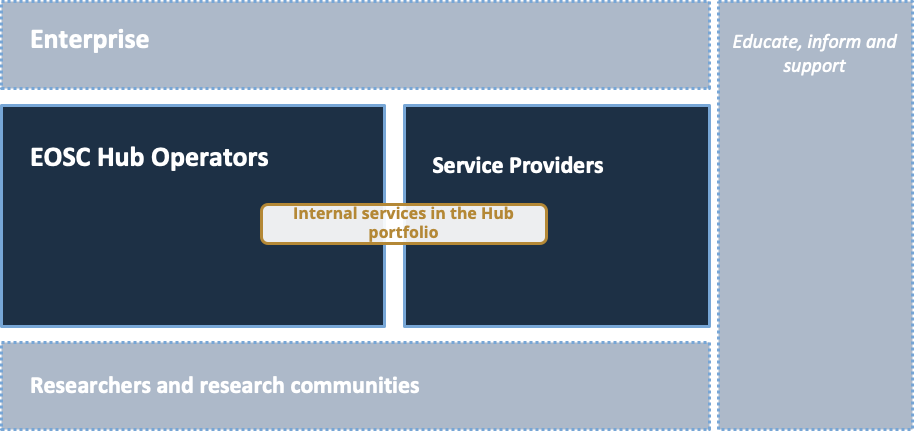 Enterprise
Educate, inform and
support
EOSC Hub Operators
Service Providers
Internal services in the Hub
portfolio
Researchers and research communities